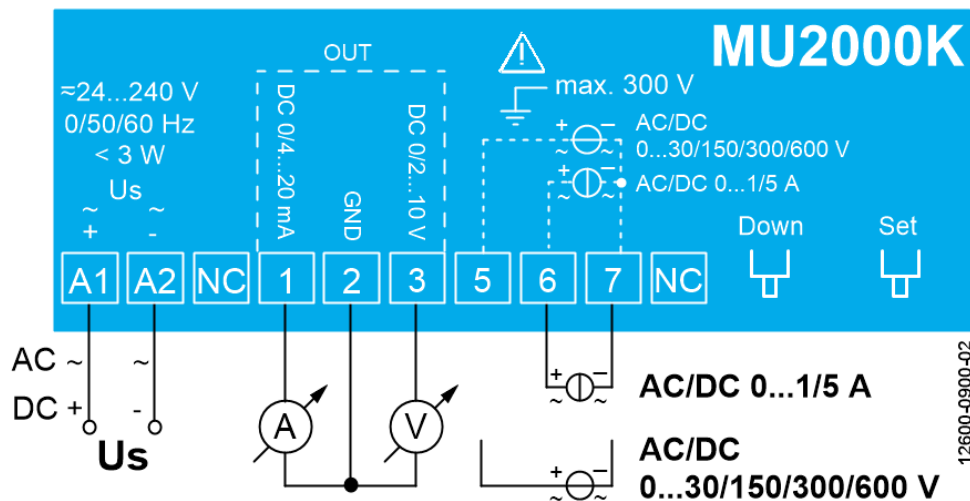 MU2000K
OUT
≂24...240 V
0/50/60 Hz
< 3 W
Us
~ ~
+ -
DC 0/4...20 mA
GND
DC 0/2...10 V
max. 300 V
+ −
~ ~
AC/DC
0...30/150/300/600 V
+ −
~ ~
AC/DC 0...1/5 A
Down
Set
A1 A2 NC 1 2 3 5 6 7 NC
AC ~ ~
DC + -
Us
A
V
+ −
~ ~
AC/DC 0...1/5 A
+ −
~ ~
AC/DC
0...30/150/300/600 V
12600-0900-02